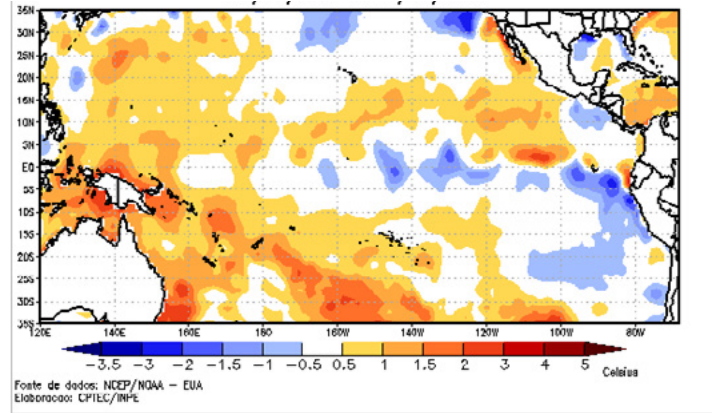 35N
30N
25N
20N
15N
10N
5N
EQ
5S
10S
15S
20S
25S
30S
35S
120E 140E 160E 180 160W 140W 120W 100W 80W
-3.5 -3 -2 -1.5 -1 -0.5 0.5 1 1.5 2 3 4 5
Celsius
Fonte de dados: NCEP/NOAA - EUA
Elaboracao: CPTEC/INPE